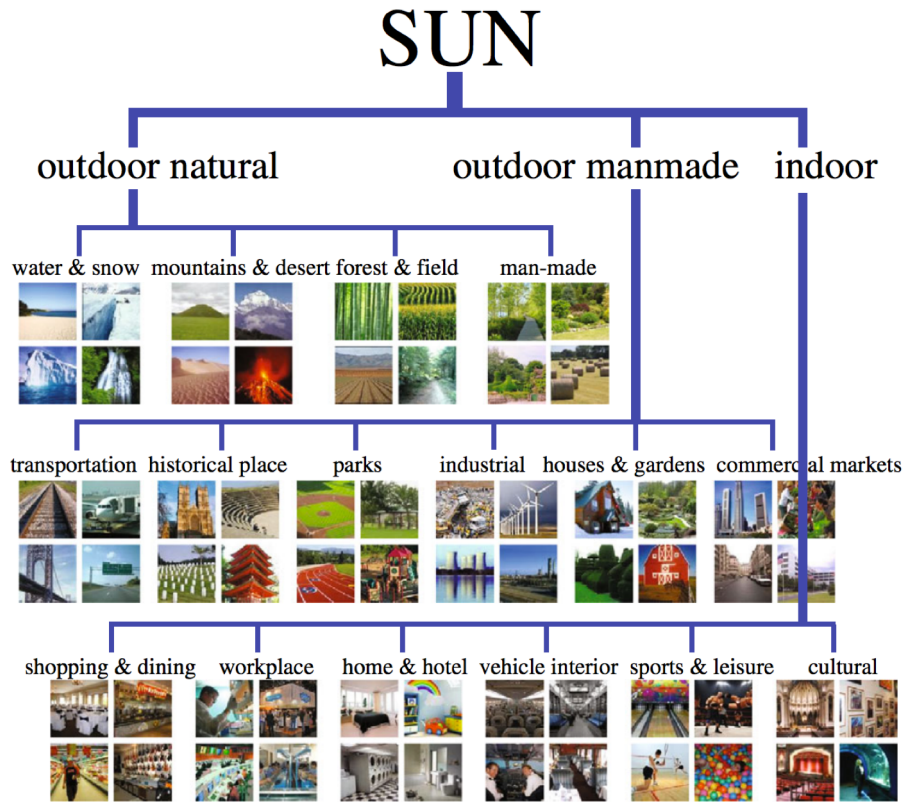 SUN
outdoor natural outdoor manmade indoor
water & snow mountains & desert forest & field man-made
transportation historical place parks industrial houses & gardens commercial markets
shopping & dining workplace home & hotel vehicle interior sports & leisure cultural